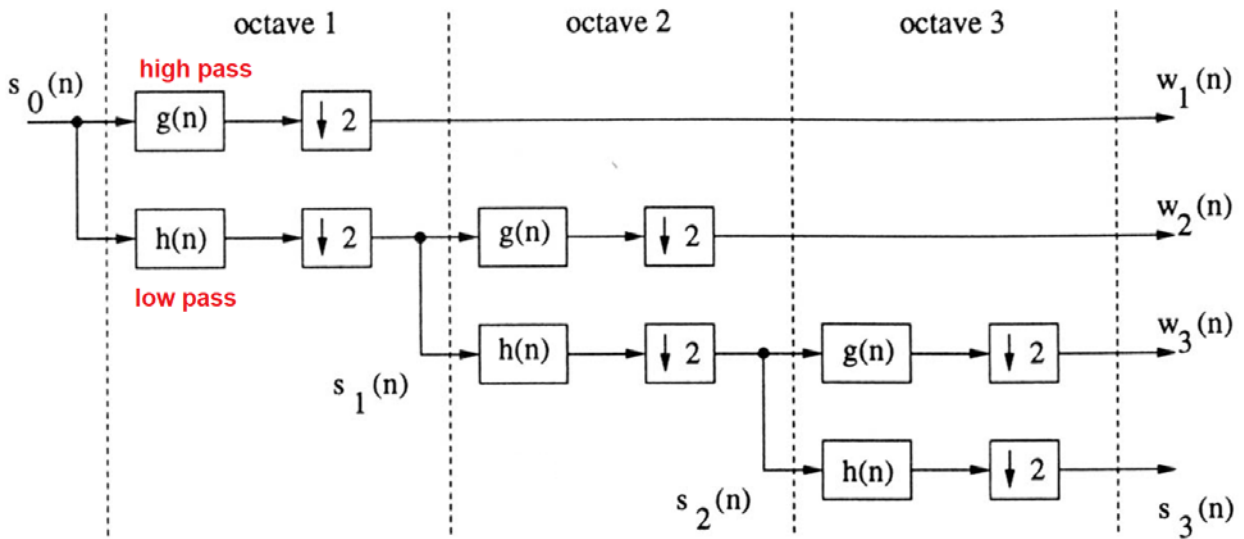 octave 1 octave 2 octave 3
high pass
s0(n) w1(n)
g(n) ↓ 2
w2(n)
h(n) ↓ 2 g(n) ↓ 2
low pass
w3(n)
h(n) ↓ 2 g(n) ↓ 2
s1(n)
h(n) ↓ 2
s2(n) s3(n)